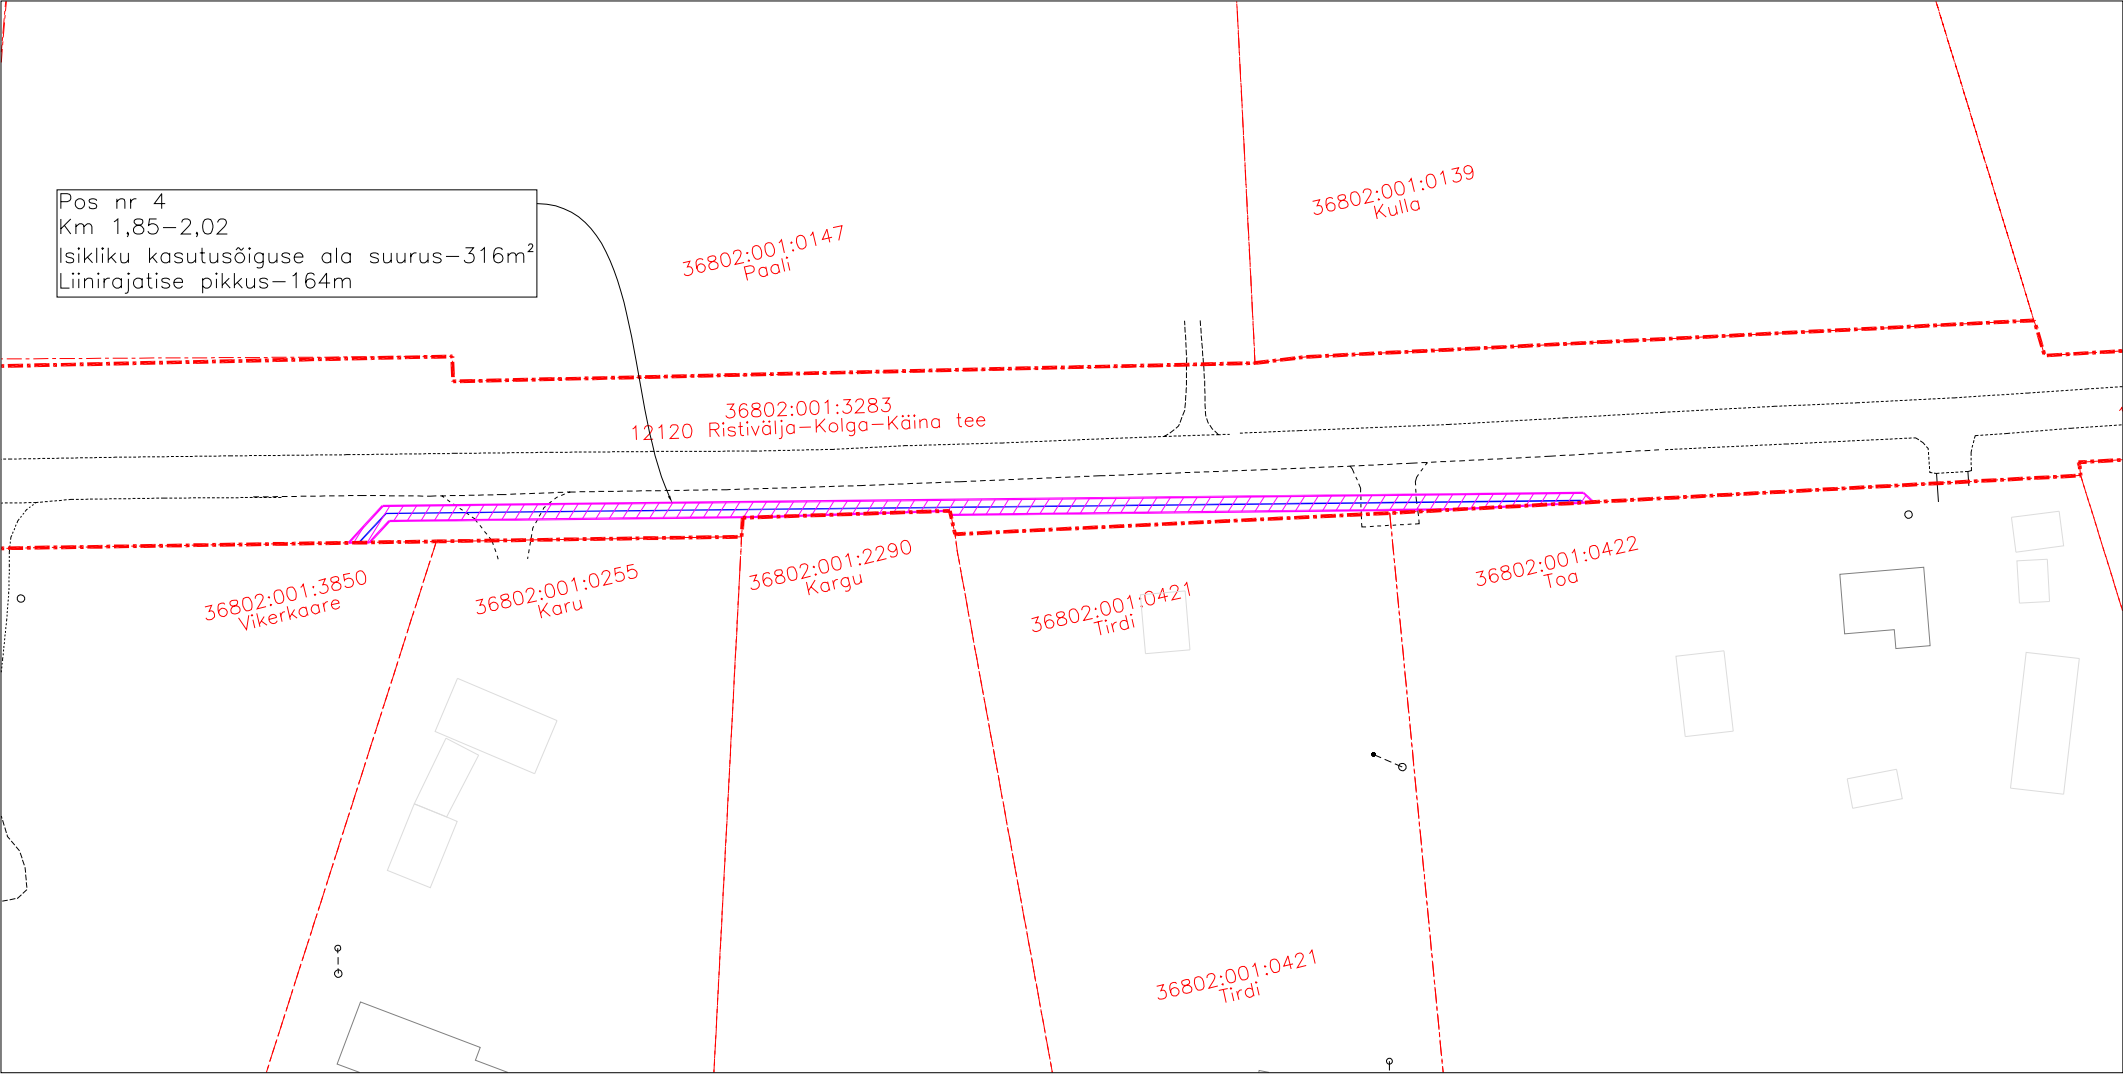 Pos nr 4
Km 1,85-2,02
Isikliku kasutusõiguse ala suurus-316m²
Liinirajatise pikkus-164m
36802:001:0139
Kulla
36802:001:0147
Paali
36802:001:3283
12120 Ristivälja-Kolga-Käina tee
36802:001:3850
Vikerkaare
36802:001:0255
Karu
36802:001:2290
Kargu
36802:001:0421
Tirdi
36802:001:0422
Toa
36802:001:0421
Tirdi